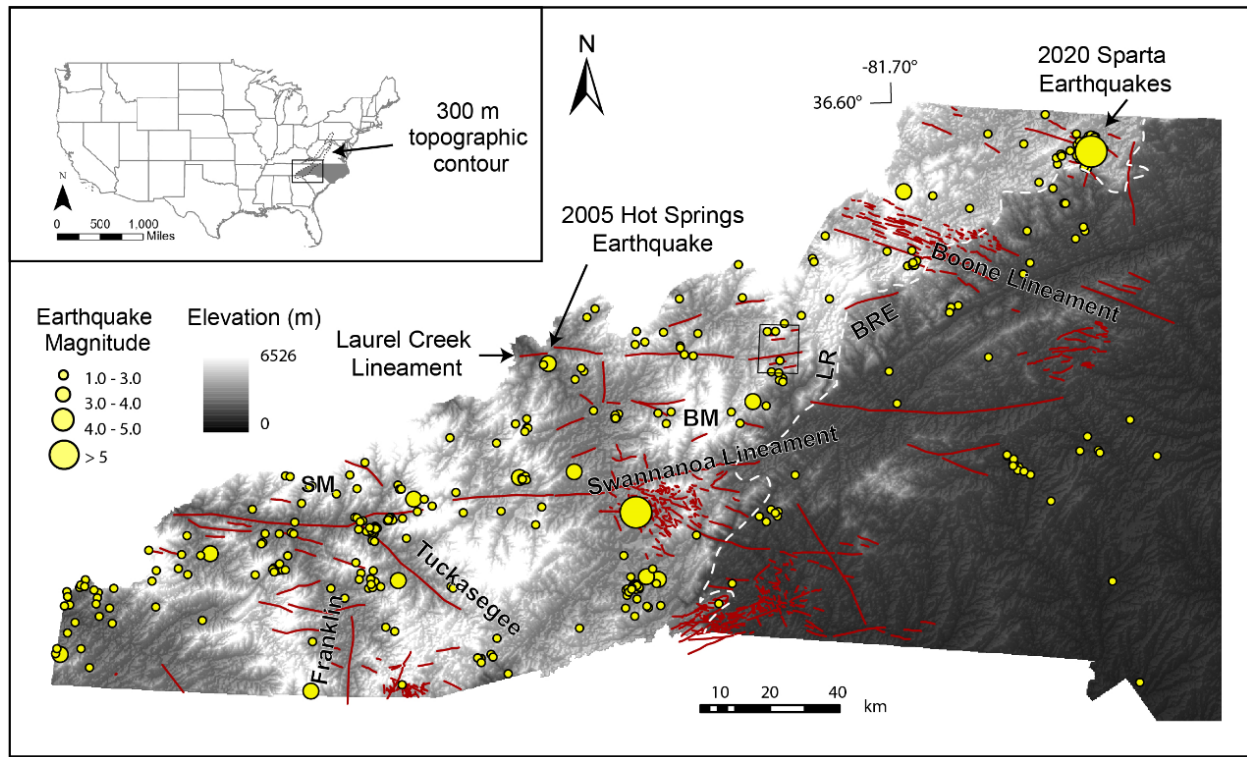 300 m
topographic
contour
N
0 500 1,000
Miles
N
-81.70°
36.60°
2020 Sparta
Earthquakes
2005 Hot Springs
Earthquake
Laurel Creek
Lineament
Earthquake
Magnitude
1.0 - 3.0
3.0 - 4.0
4.0 - 5.0
> 5
Elevation (m)
6526
0
Boone Lineament
BRE
LR
BM
Swannanoa Lineament
SM
Tuckasegee
Franklin
10 20 40
km